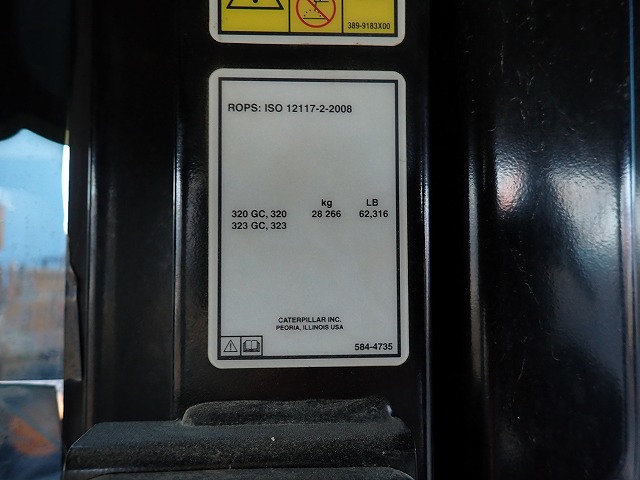 389-9183X00
ROPS: ISO 12117-2-2008
kg LB
320 GC, 320 28 266 62,316
323 GC, 323
CATERPILLAR INC.
PEORIA, ILLINOIS USA
584-4735